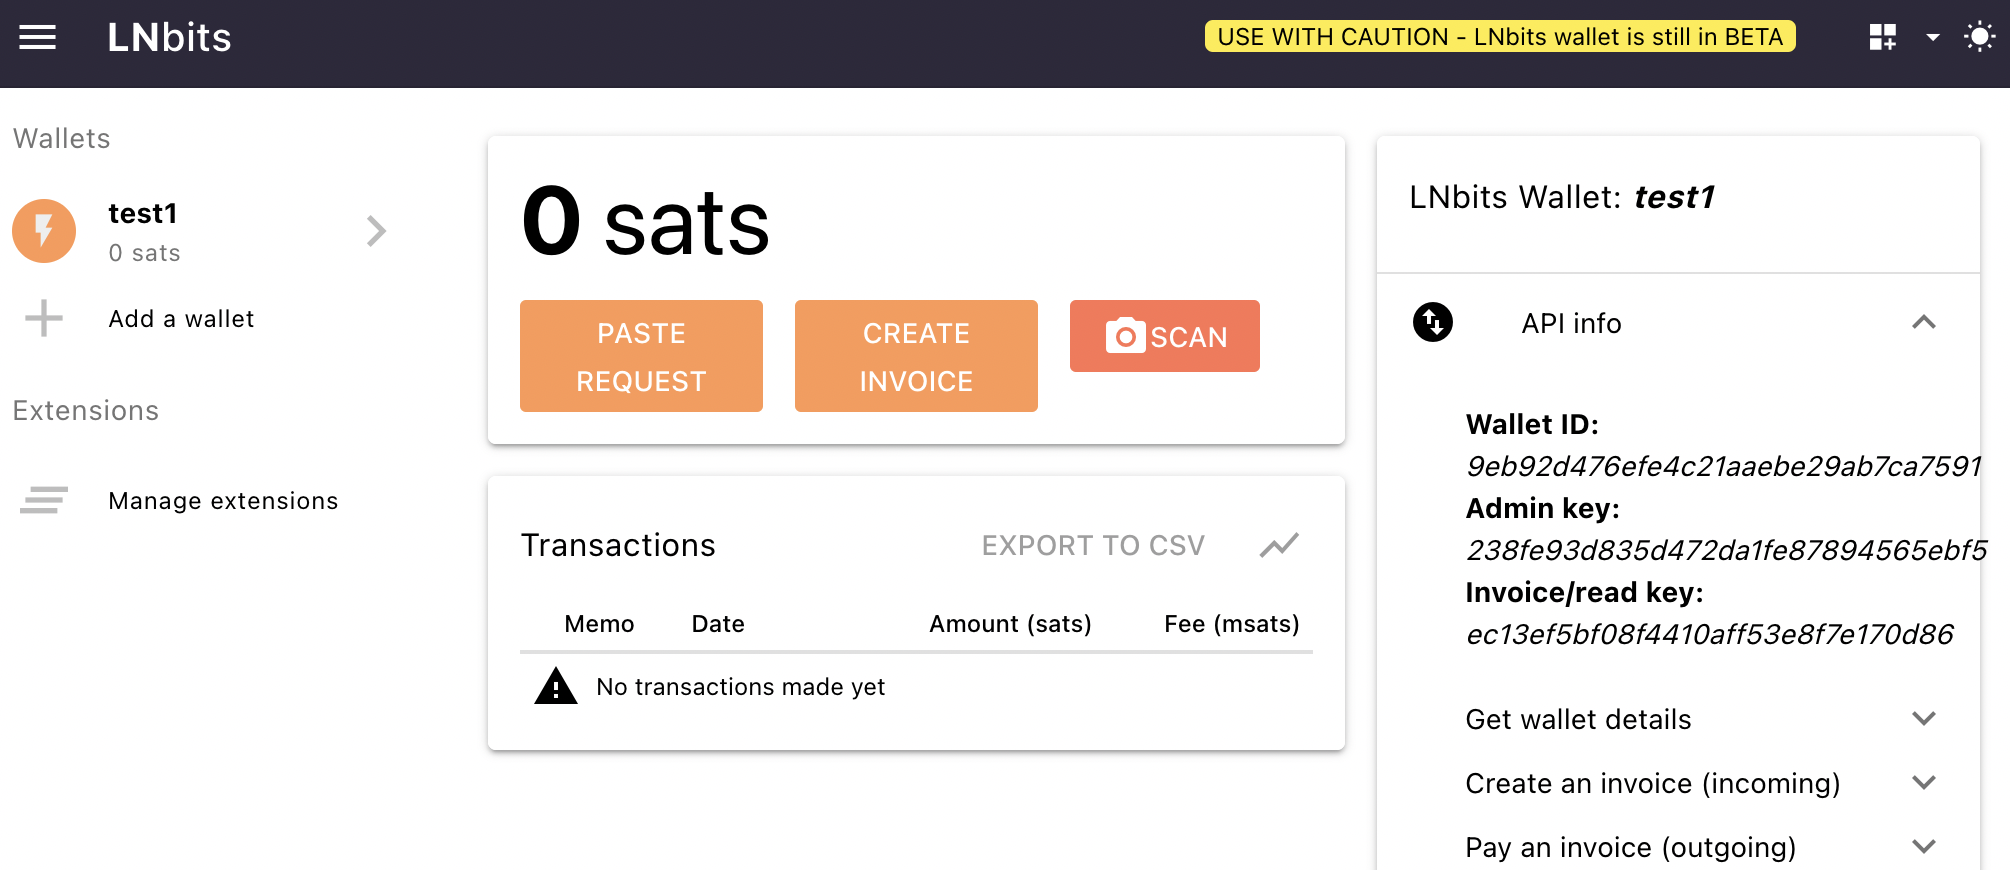 LNbits
USE WITH CAUTION - LNbits wallet is still in BETA
Wallets
test1
0 sats
Add a wallet
Extensions
Manage extensions
0 sats
PASTE
REQUEST
CREATE
INVOICE
SCAN
Transactions
EXPORT TO CSV
Memo Date Amount (sats) Fee (msats)
No transactions made yet
LNbits Wallet: test1
API info
Wallet ID:
9eb92d476efe4c21aaebe29ab7ca7591
Admin key:
238fe93d835d472da1fe87894565ebf5
Invoice/read key:
ec13ef5bf08f4410aff53e8f7e170d86
Get wallet details
Create an invoice (incoming)
Pay an invoice (outgoing)